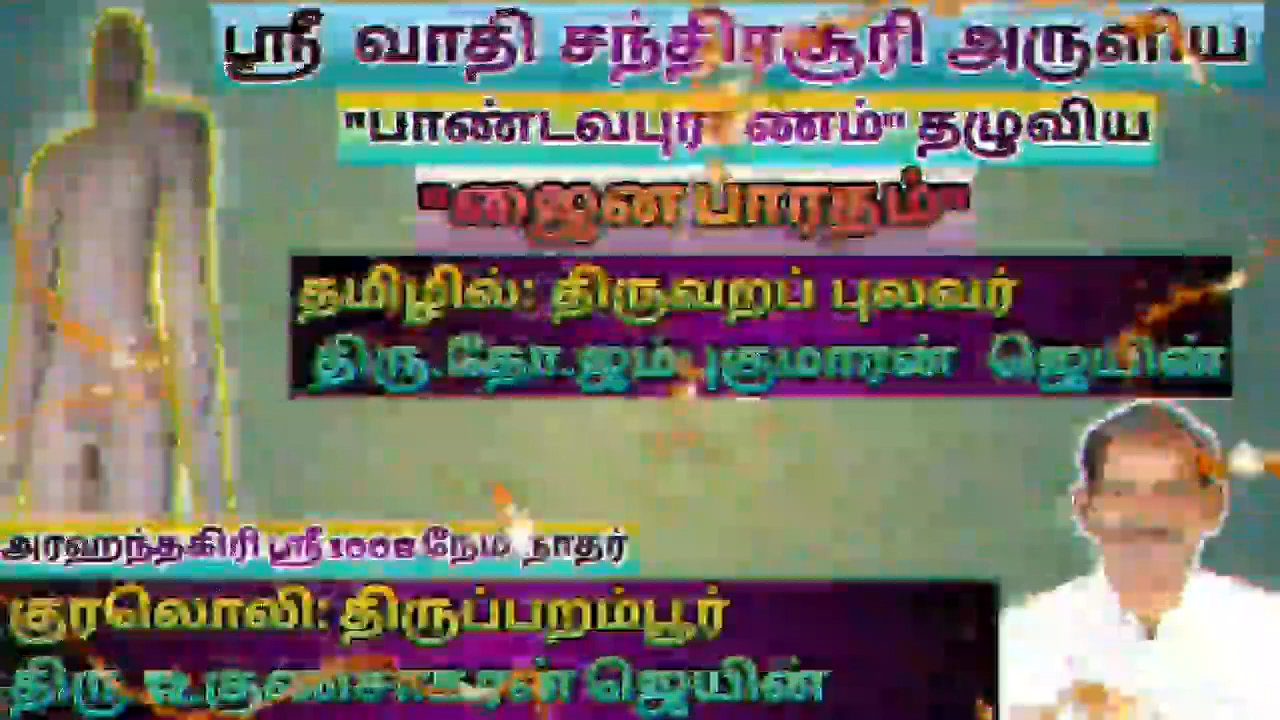 ஸ்ரீ வாதி சந்திரசூரி அருளிய
"பாண்டவபுராணம்" தழுவிய
"ஜைன பாரதம்"
தமிழில்: திருவறப் புலவர்
திரு.தோ.ஜம்புகுமாரன் ஜெயின்
அரஹந்தகிரி ஸ்ரீ 1008 நேமி நாதர்
குரலொலி: திருப்பறம்பூர்
திரு ஜெயின்